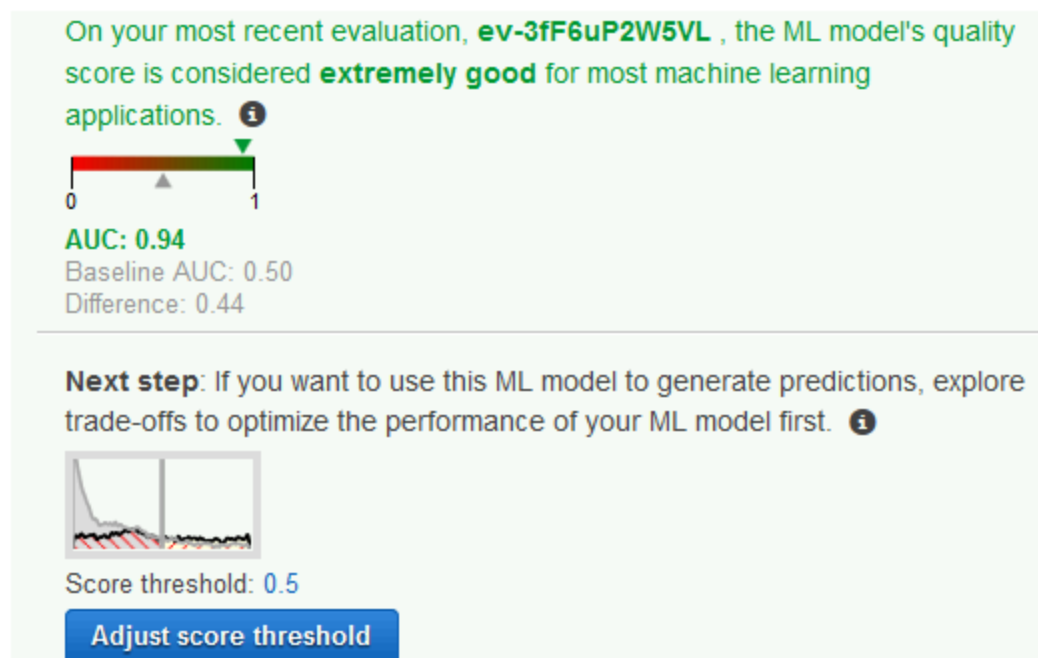 On your most recent evaluation, ev-3fF6uP2W5VL , the ML model's quality
score is considered extremely good for most machine learning
applications.
0 1
AUC: 0.94
Baseline AUC: 0.50
Difference: 0.44
Next step: If you want to use this ML model to generate predictions, explore
trade-offs to optimize the performance of your ML model first.
Score threshold: 0.5
Adjust score threshold